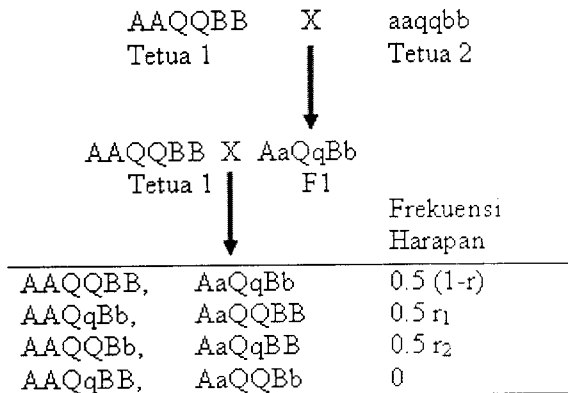 AAQQBB X aaqqbb
Tetua 1 Tetua 2
AAQQBB X AaQqBb
Tetua 1 F1
Frekuensi
Harapan
AAQQBB, AaQqBb 0.5 (1-r)
AAQqBb, AaQQBB 0.5 r₁
AAQQBb, AaQqBB 0.5 r₂
AAQqBB, AaQQBb 0